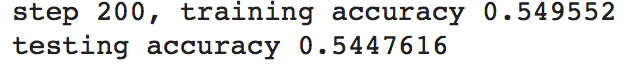 step 200, training accuracy 0.549552
testing accuracy 0.5447616